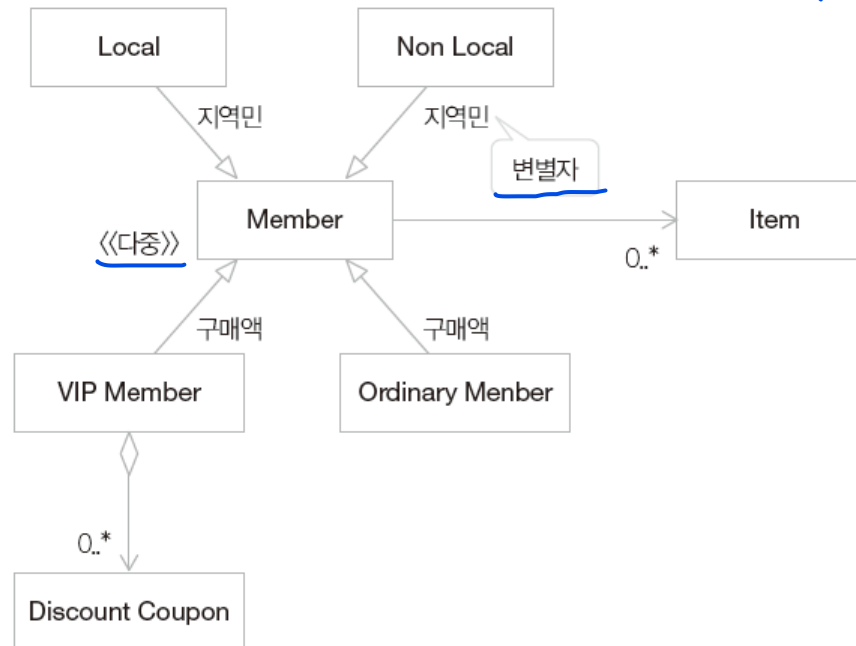 Local
Non Local
지역민
지역민
변별자
Member
Item
《다중》
0..*
구매액
구매액
VIP Member
Ordinary Menber
0..*
Discount Coupon